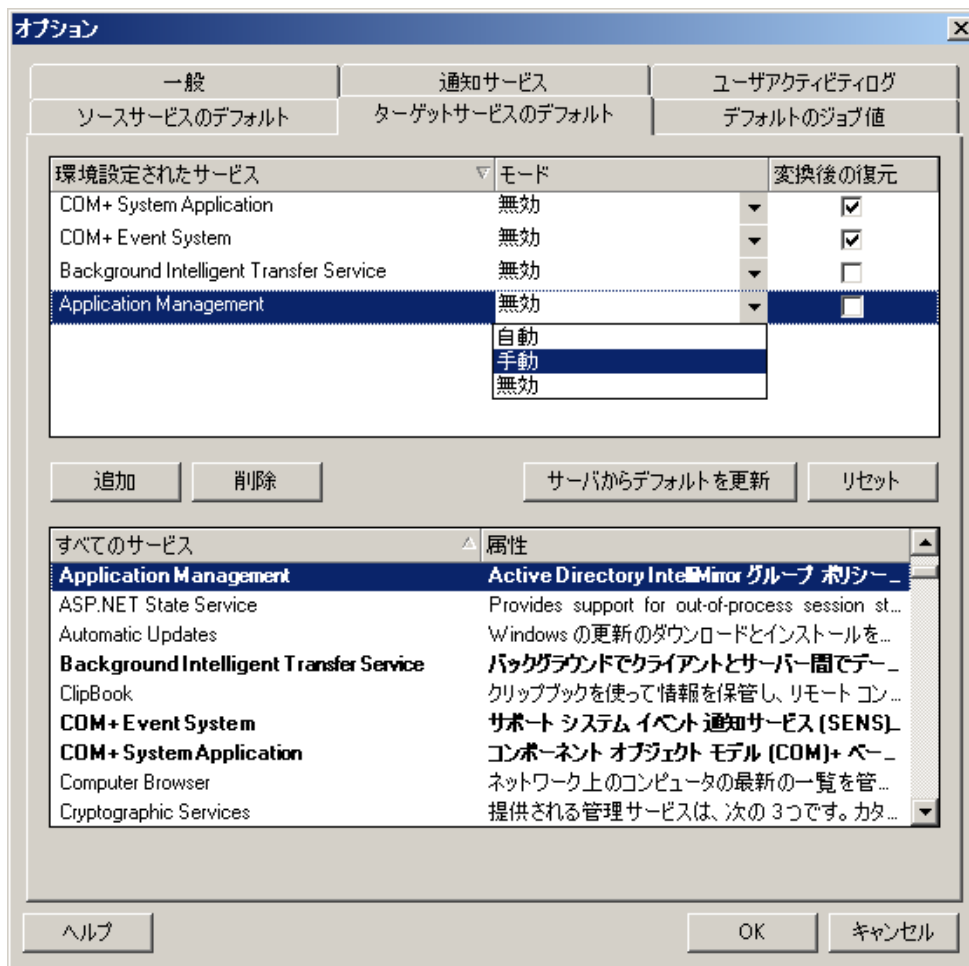 オプション
一般 通知サービス ユーザアクティビティログ
ソースサービスのデフォルト ターゲットサービスのデフォルト デフォルトのジョブ値
環境設定されたサービス モード 変換後の復元
COM+ System Application 無効
COM+ Event System 無効
Background Intelligent Transfer Service 無効
Application Management 無効
自動
手動
無効
追加 削除 サーバからデフォルトを更新 リセット
すべてのサービス 属性
Application Management Active Directory IntelliMirror グループ ポリシー...
ASP.NET State Service Provides support for out-of-process session st...
Automatic Updates Windows の更新のダウンロードとインストールを...
Background Intelligent Transfer Service バックグラウンドでクライアントとサーバー間でデー...
ClipBook クリップブックを使って情報を保管し、リモート コン...
COM+ Event System サポート システム イベント 通知サービス (SENS)...
COM+ System Application コンポーネント オブジェクト モデル (COM)+ ベー...
Computer Browser ネットワーク上のコンピュータの最新の一覧を管...
Cryptographic Services 提供される管理サービスは、次の 3つです。カタ...
ヘルプ OK キャンセル